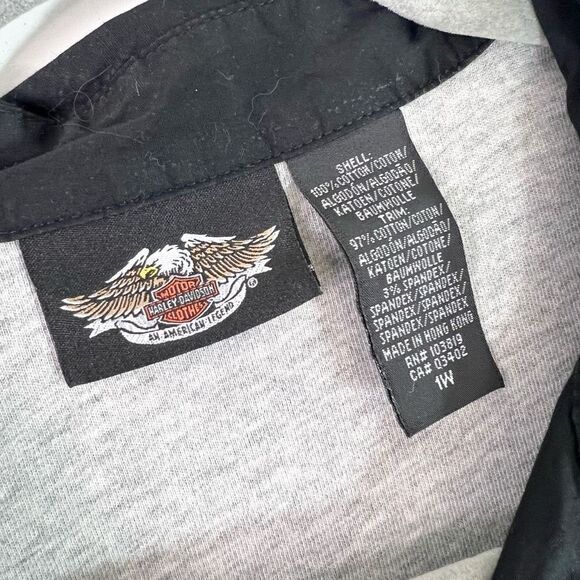 MOTOR
HARLEY-DAVIDSON
CLOTHES
AN AMERICAN LEGEND
®
SHELL:
100% COTTON/COTON/
ALGODÓN/ALGODÃO/
KATOEN/COTONE/
BAUMWOLLE
TRIM:
97% COTTON/COTON/
ALGODÓN/ALGODÃO/
KATOEN/COTONE/
BAUMWOLLE
3% SPANDEX/
SPANDEX/SPANDEX/
SPANDEX/SPANDEX/
SPANDEX/SPANDEX
MADE IN HONG KONG
RN# 103819
CA# 03402
1W